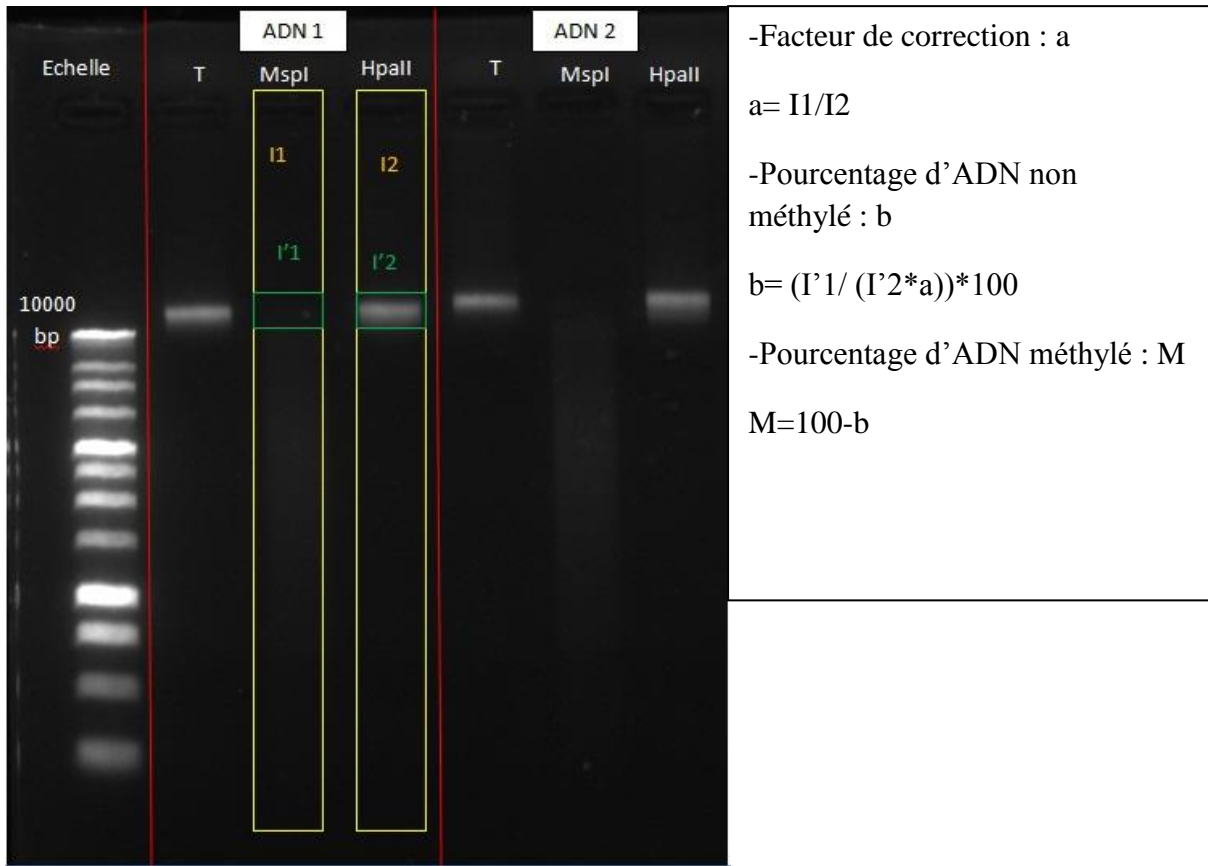 ADN 1
ADN 2
Echelle
T
MspI
HpaII
T
MspI
HpaII
I1
I2
I'1
I'2
10000
bp
-Facteur de correction : a
a= I1/I2
-Pourcentage d’ADN non
méthylé : b
b= (I’1/ (I’2*a))*100
-Pourcentage d’ADN méthylé : M
M=100-b